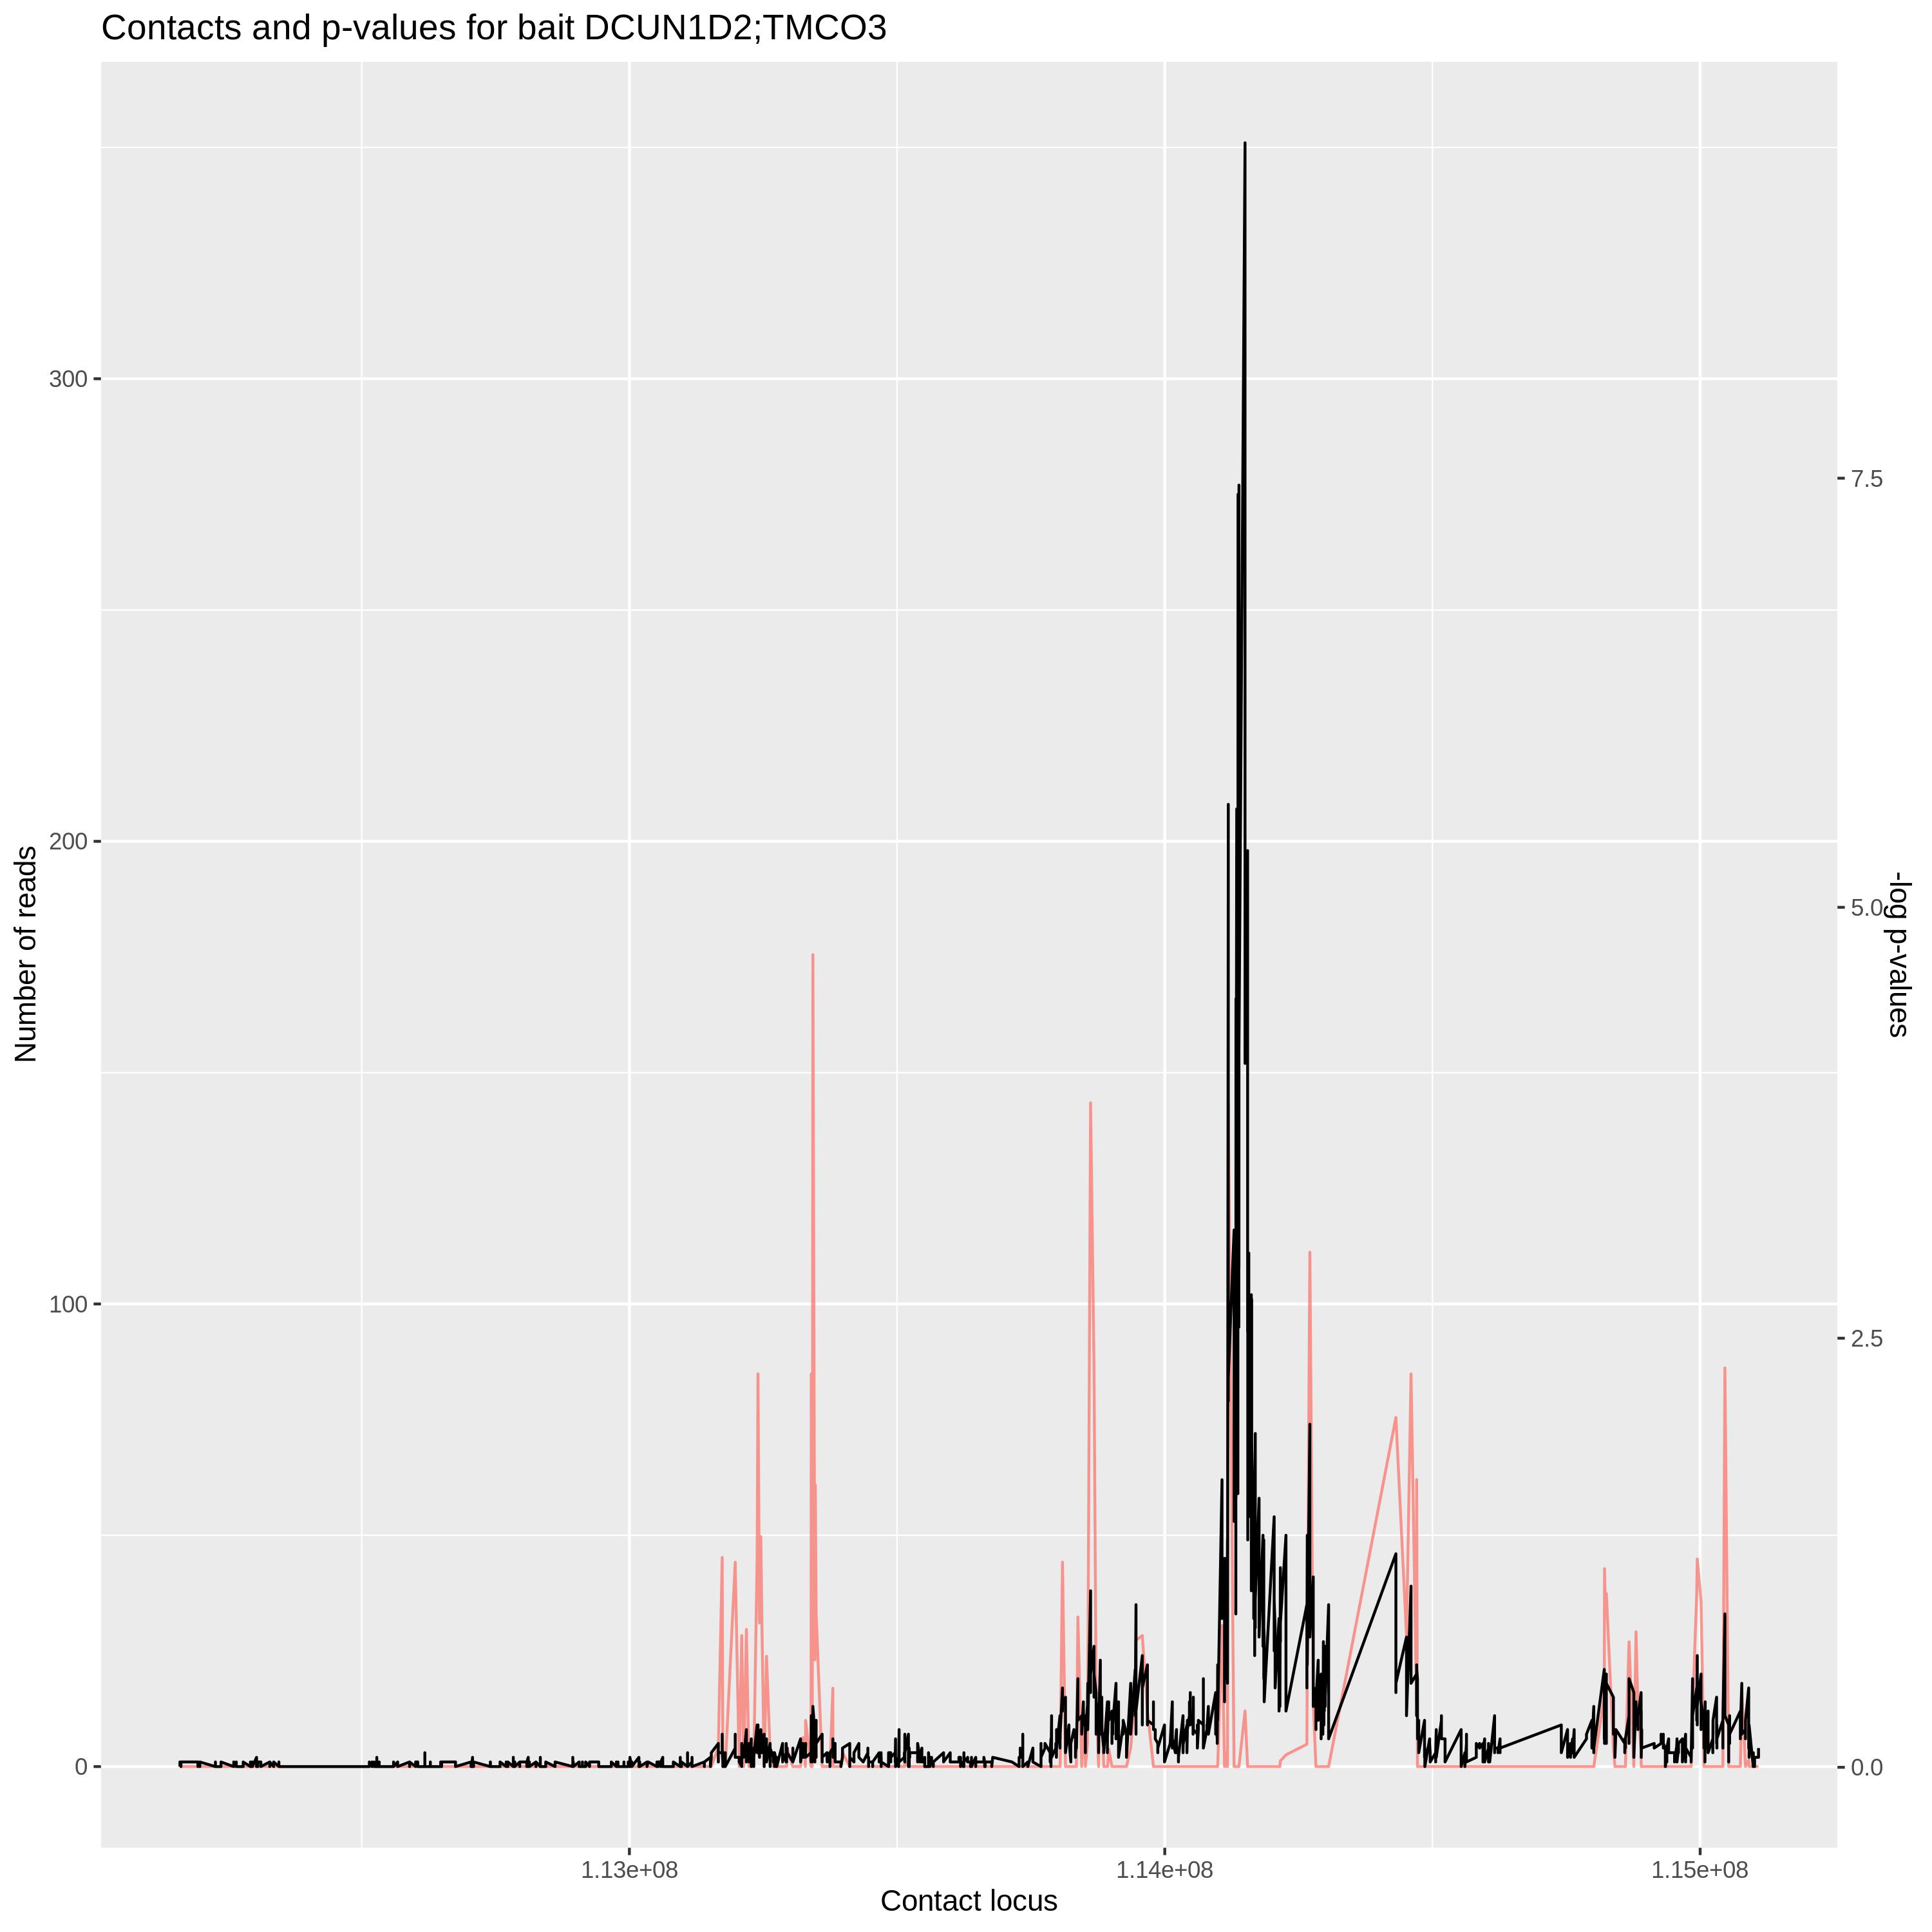 Contacts and p-values for bait DCUN1D2;TMCO3
Number of reads
300
200
100
0
7.5
5.0
2.5
0.0
-log p-values
1.13e+08
1.14e+08
1.15e+08
Contact locus